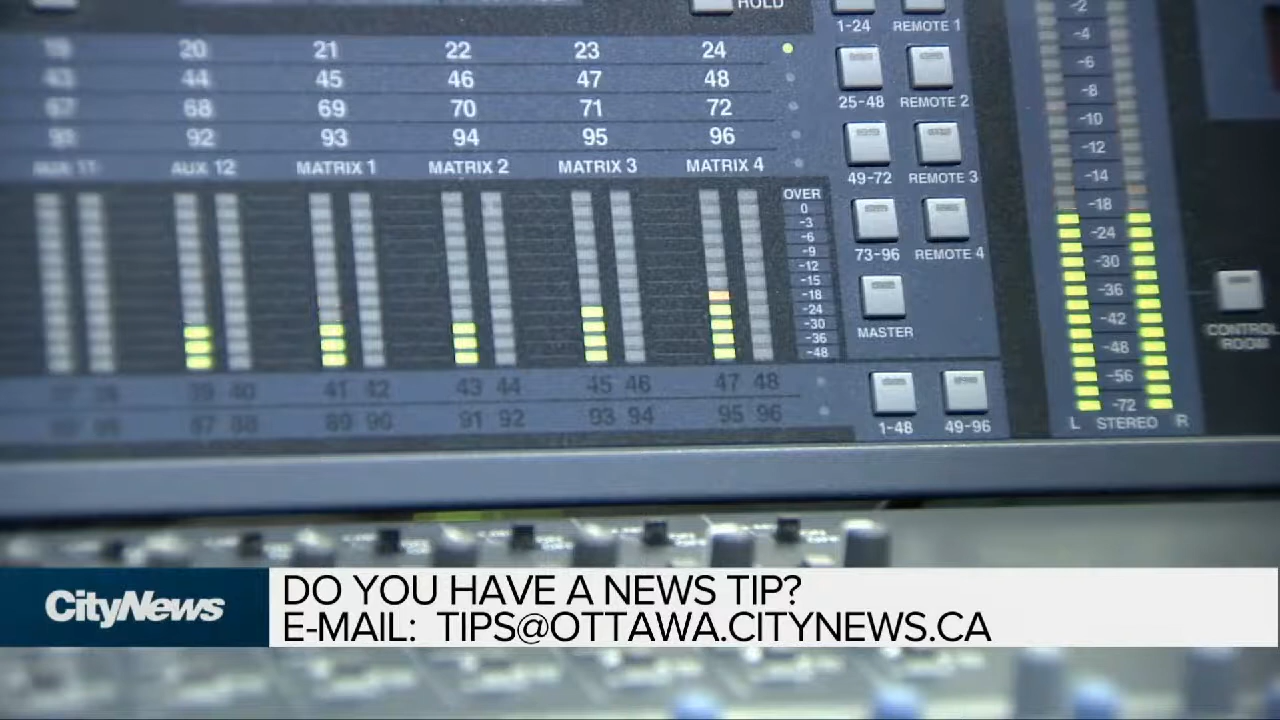 HOLD
1-24 REMOTE 1
19 20 21 22 23 24
43 44 45 46 47 48
67 68 69 70 71 72
91 92 93 94 95 96
AUX 11 AUX 12 MATRIX 1 MATRIX 2 MATRIX 3 MATRIX 4
25-48 REMOTE 2
49-72 REMOTE 3
73-96 REMOTE 4
MASTER
OVER
0
-3
-6
-9
-12
-15
-18
-24
-30
-36
-48
39 40 41 42 43 44 45 46 47 48
87 88 89 90 91 92 93 94 95 96
1-48 49-96
-2
-4
-6
-8
-10
-12
-14
-18
-24
-30
-36
-42
-48
-56
-72
L STEREO R
CONTROL
ROOM
CityNews
DO YOU HAVE A NEWS TIP?
E-MAIL: TIPS@OTTAWA.CITYNEWS.CA